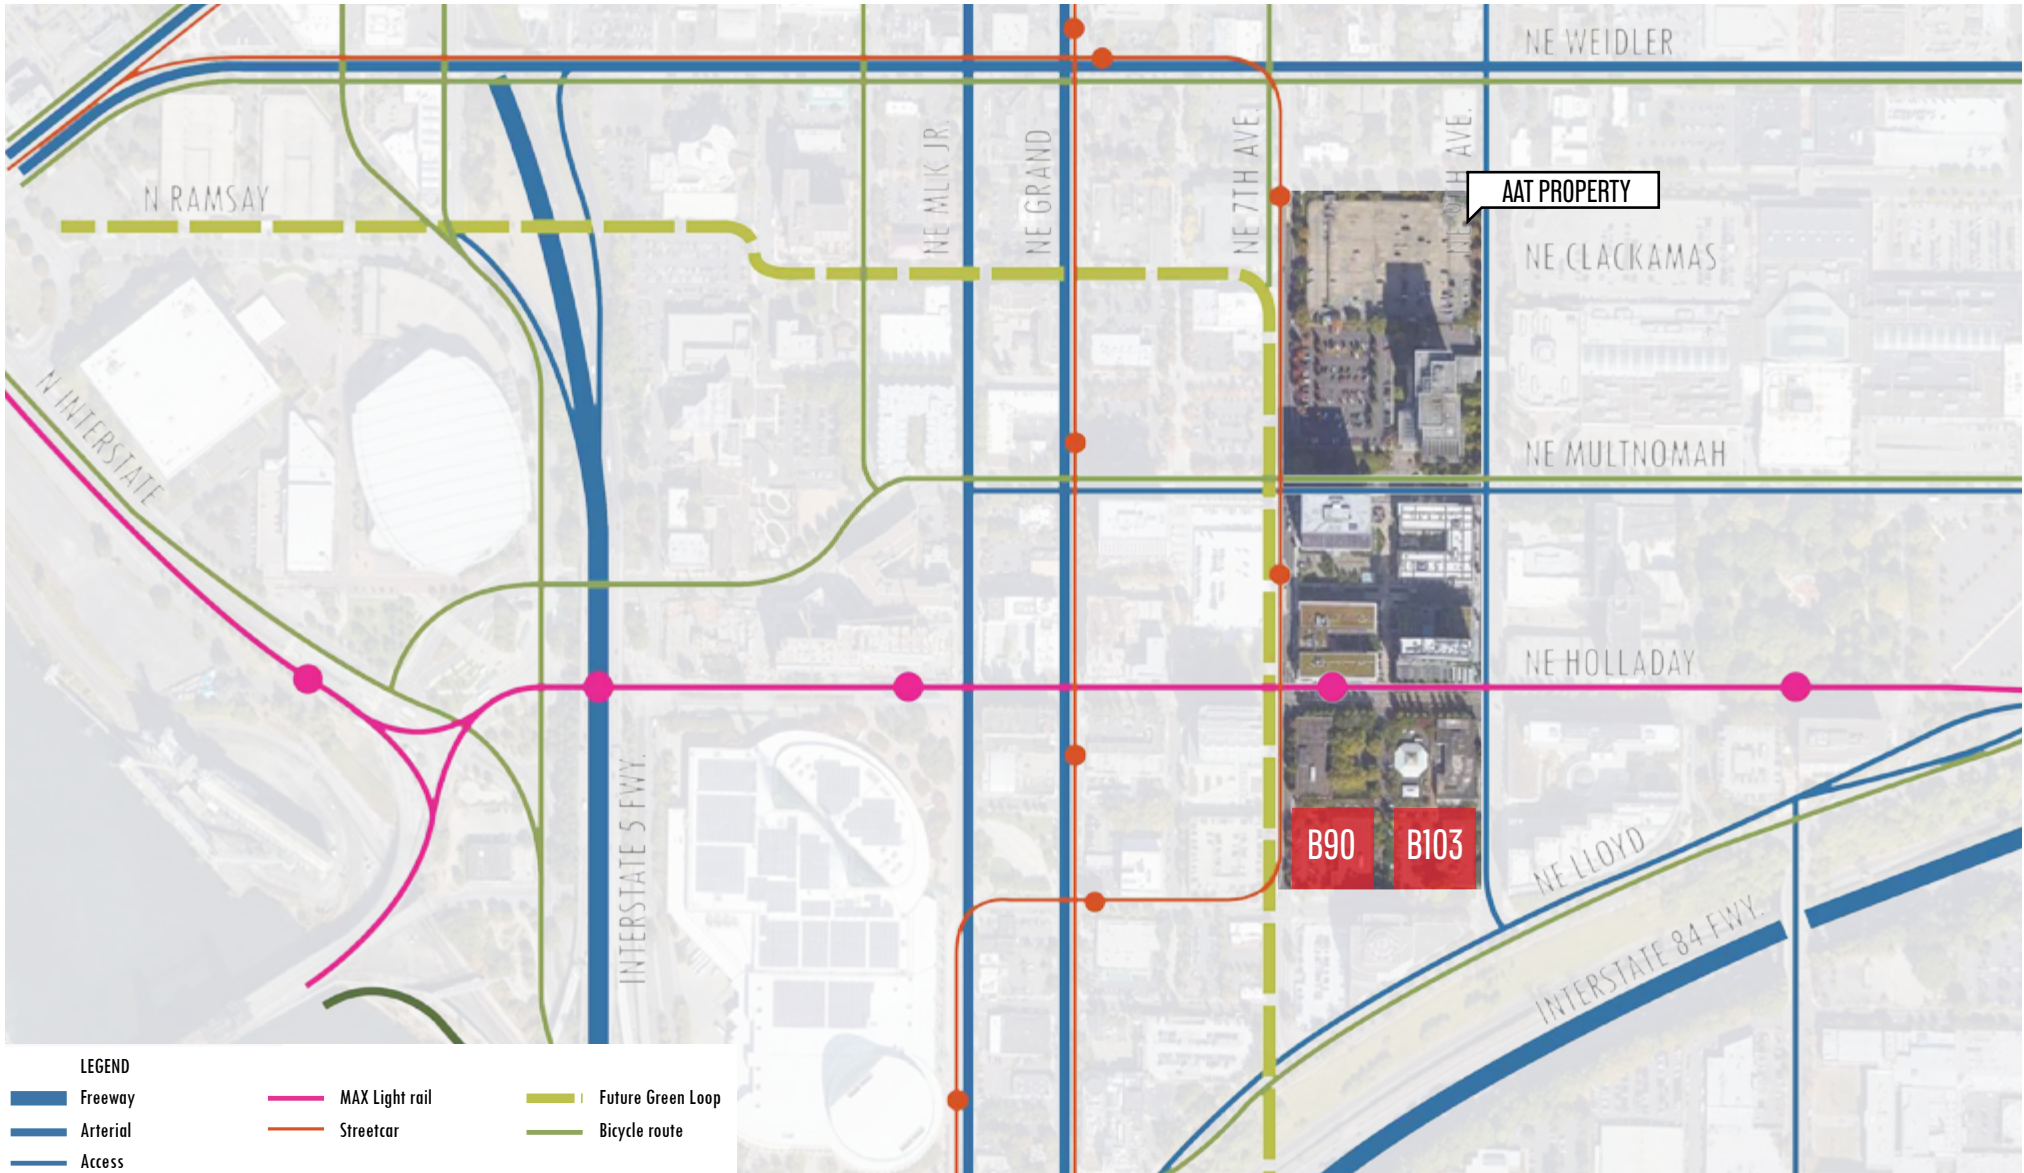 NE WEIDLER
N RAMSAY
NE MLK JR.
NE GRAND
NE 7TH AVE.
NE 9TH AVE.
AAT PROPERTY
NE CLACKAMAS
N INTERSTATE
NE MULTNOMAH
NE HOLLADAY
INTERSTATE 5 FWY.
B90
B103
NE LLOYD
INTERSTATE 84 FWY.
LEGEND
Freeway
MAX Light rail
Future Green Loop
Arterial
Streetcar
Bicycle route
Access